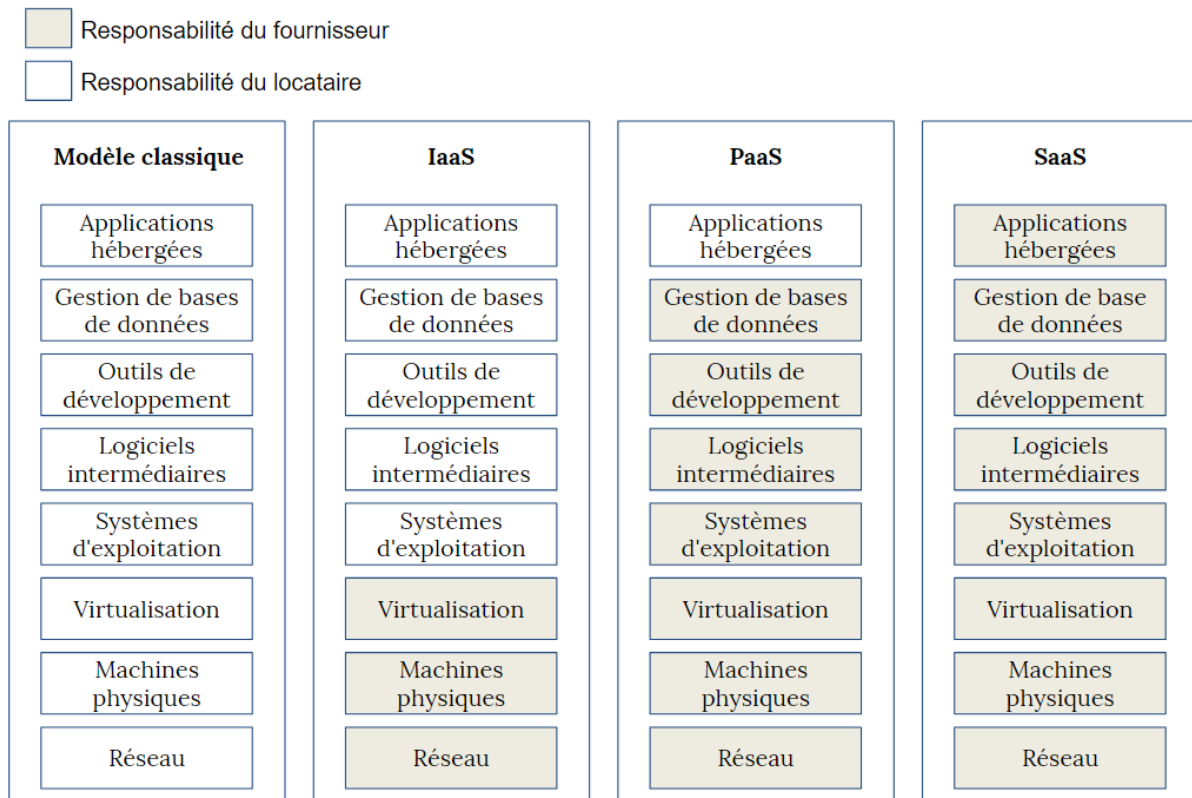 Responsabilité du fournisseur
Responsabilité du locataire
Modèle classique
Applications
hébergées
Gestion de bases
de données
Outils de
développement
Logiciels
intermédiaires
Systèmes
d'exploitation
Virtualisation
Machines
physiques
Réseau
IaaS
Applications
hébergées
Gestion de bases
de données
Outils de
développement
Logiciels
intermédiaires
Systèmes
d'exploitation
Virtualisation
Machines
physiques
Réseau
PaaS
Applications
hébergées
Gestion de bases
de données
Outils de
développement
Logiciels
intermédiaires
Systèmes
d'exploitation
Virtualisation
Machines
physiques
Réseau
SaaS
Applications
hébergées
Gestion de base
de données
Outils de
développement
Logiciels
intermédiaires
Systèmes
d'exploitation
Virtualisation
Machines
physiques
Réseau